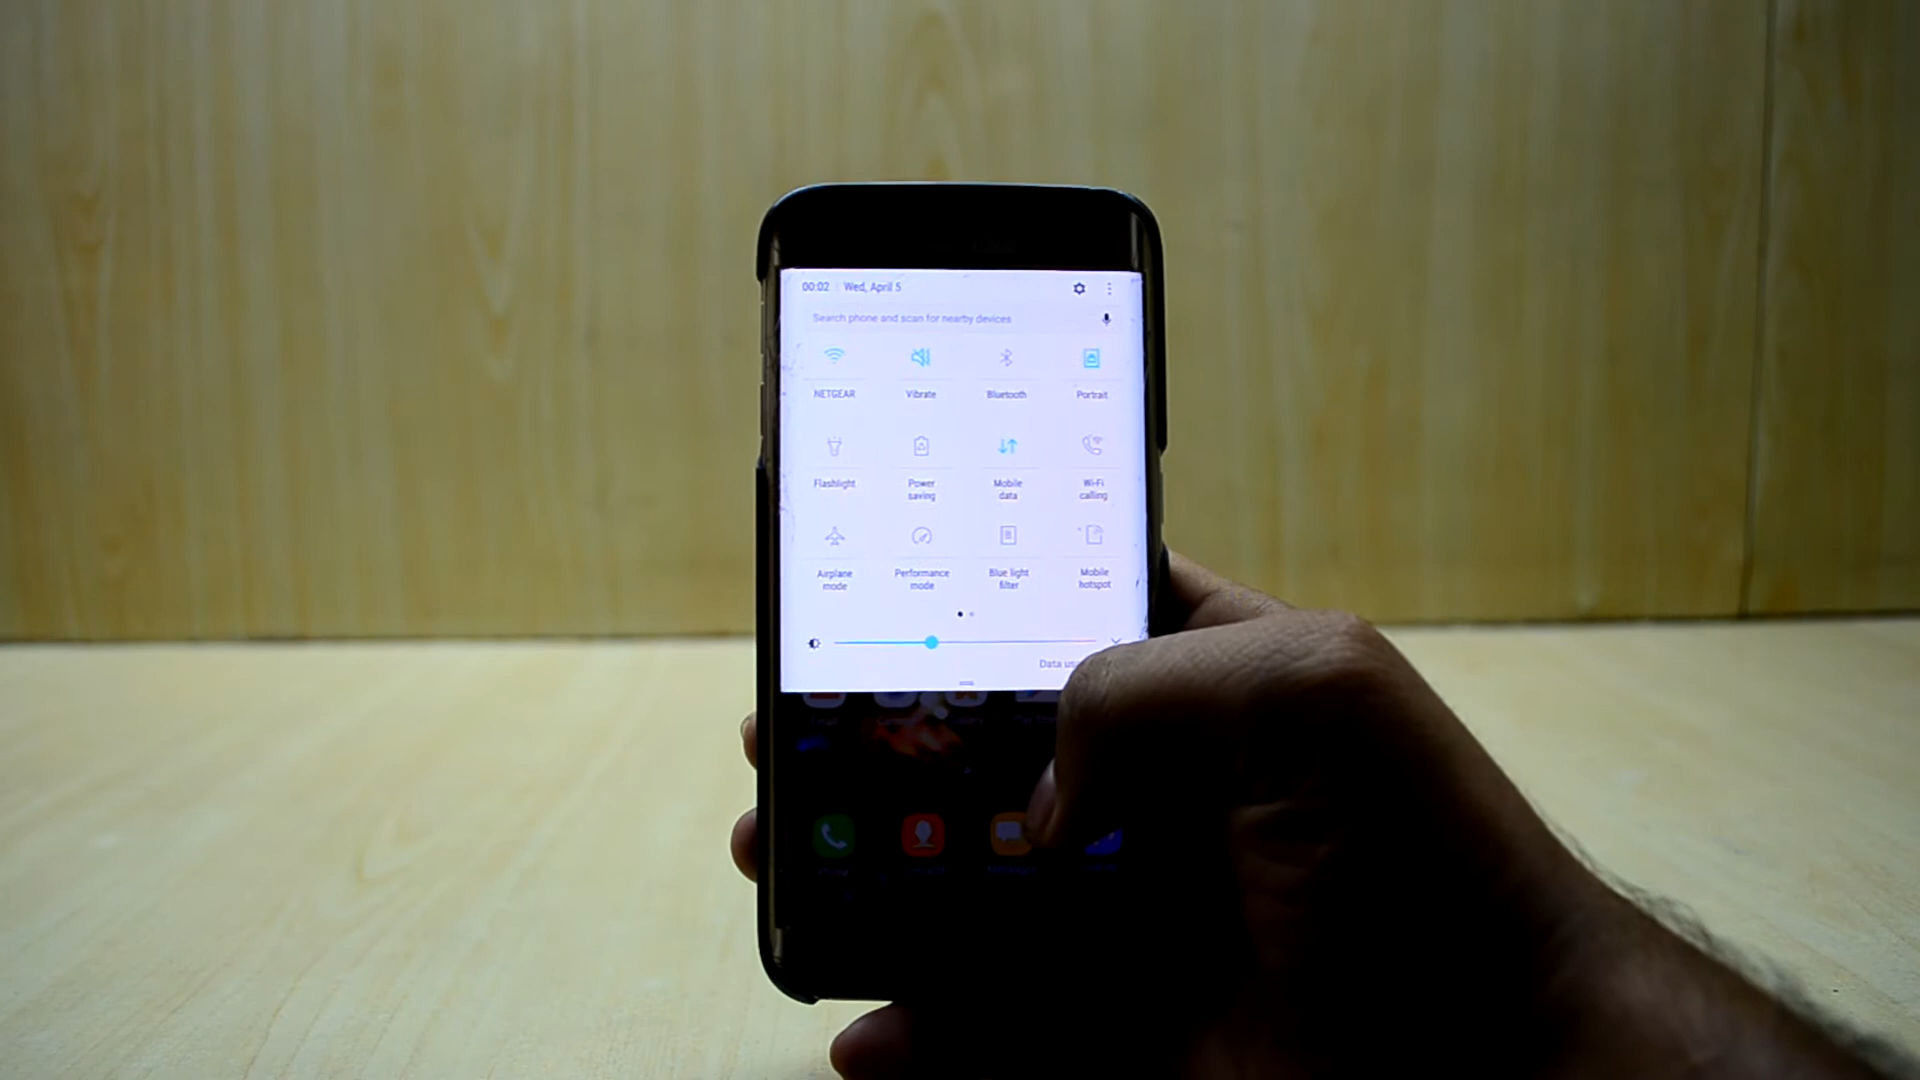 00:02 Wed, April 5
Search phone and scan for nearby devices
NETGEAR Vibrate Bluetooth Portrait
Flashlight Power saving Mobile data Wi-Fi calling
Airplane mode Performance mode Blue light filter Mobile hotspot
Data